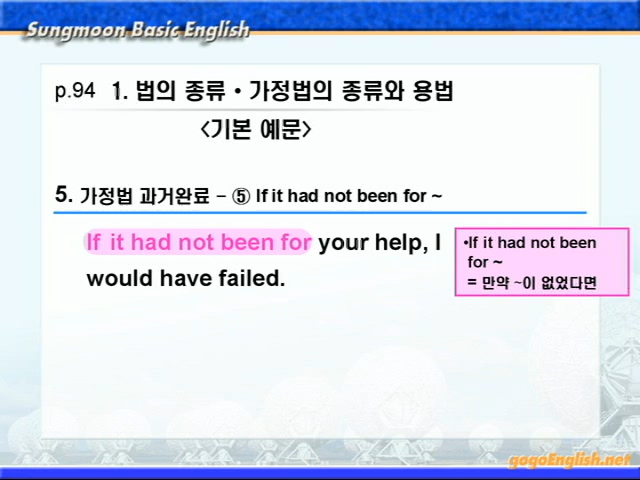 Sungmoon Basic English
p.94 1. 법의 종류 • 가정법의 종류와 용법
<기본 예문>
5. 가정법 과거완료 - ⑤ If it had not been for ~
If it had not been for your help, I
would have failed.
•If it had not been
for ~
= 만약 ~이 없었다면
gogoEnglish.net